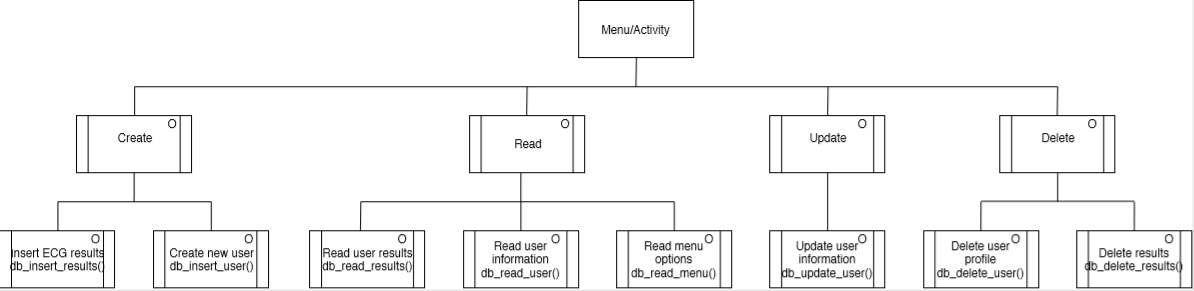 Menu/Activity
O
Create
O
Read
O
Update
O
Delete
O
Insert ECG results
db_insert_results()
O
Create new user
db_insert_user()
O
Read user results
db_read_results()
O
Read user
information
db_read_user()
O
Read menu
options
db_read_menu()
O
Update user
information
db_update_user()
O
Delete user
profile
db_delete_user()
O
Delete results
db_delete_results()